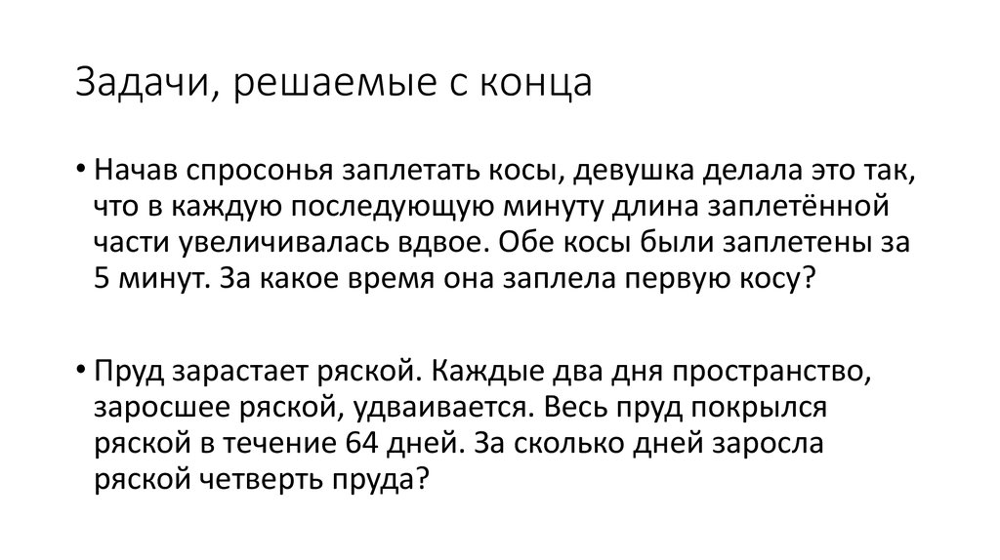 Задачи, решаемые с конца
• Начав спросонья заплетать косы, девушка делала это так,
что в каждую последующую минуту длина заплетённой
части увеличивалась вдвое. Обе косы были заплетены за
5 минут. За какое время она заплела первую косу?
• Пруд зарастает ряской. Каждые два дня пространство,
заросшее ряской, удваивается. Весь пруд покрылся
ряской в течение 64 дней. За сколько дней заросла
ряской четверть пруда?